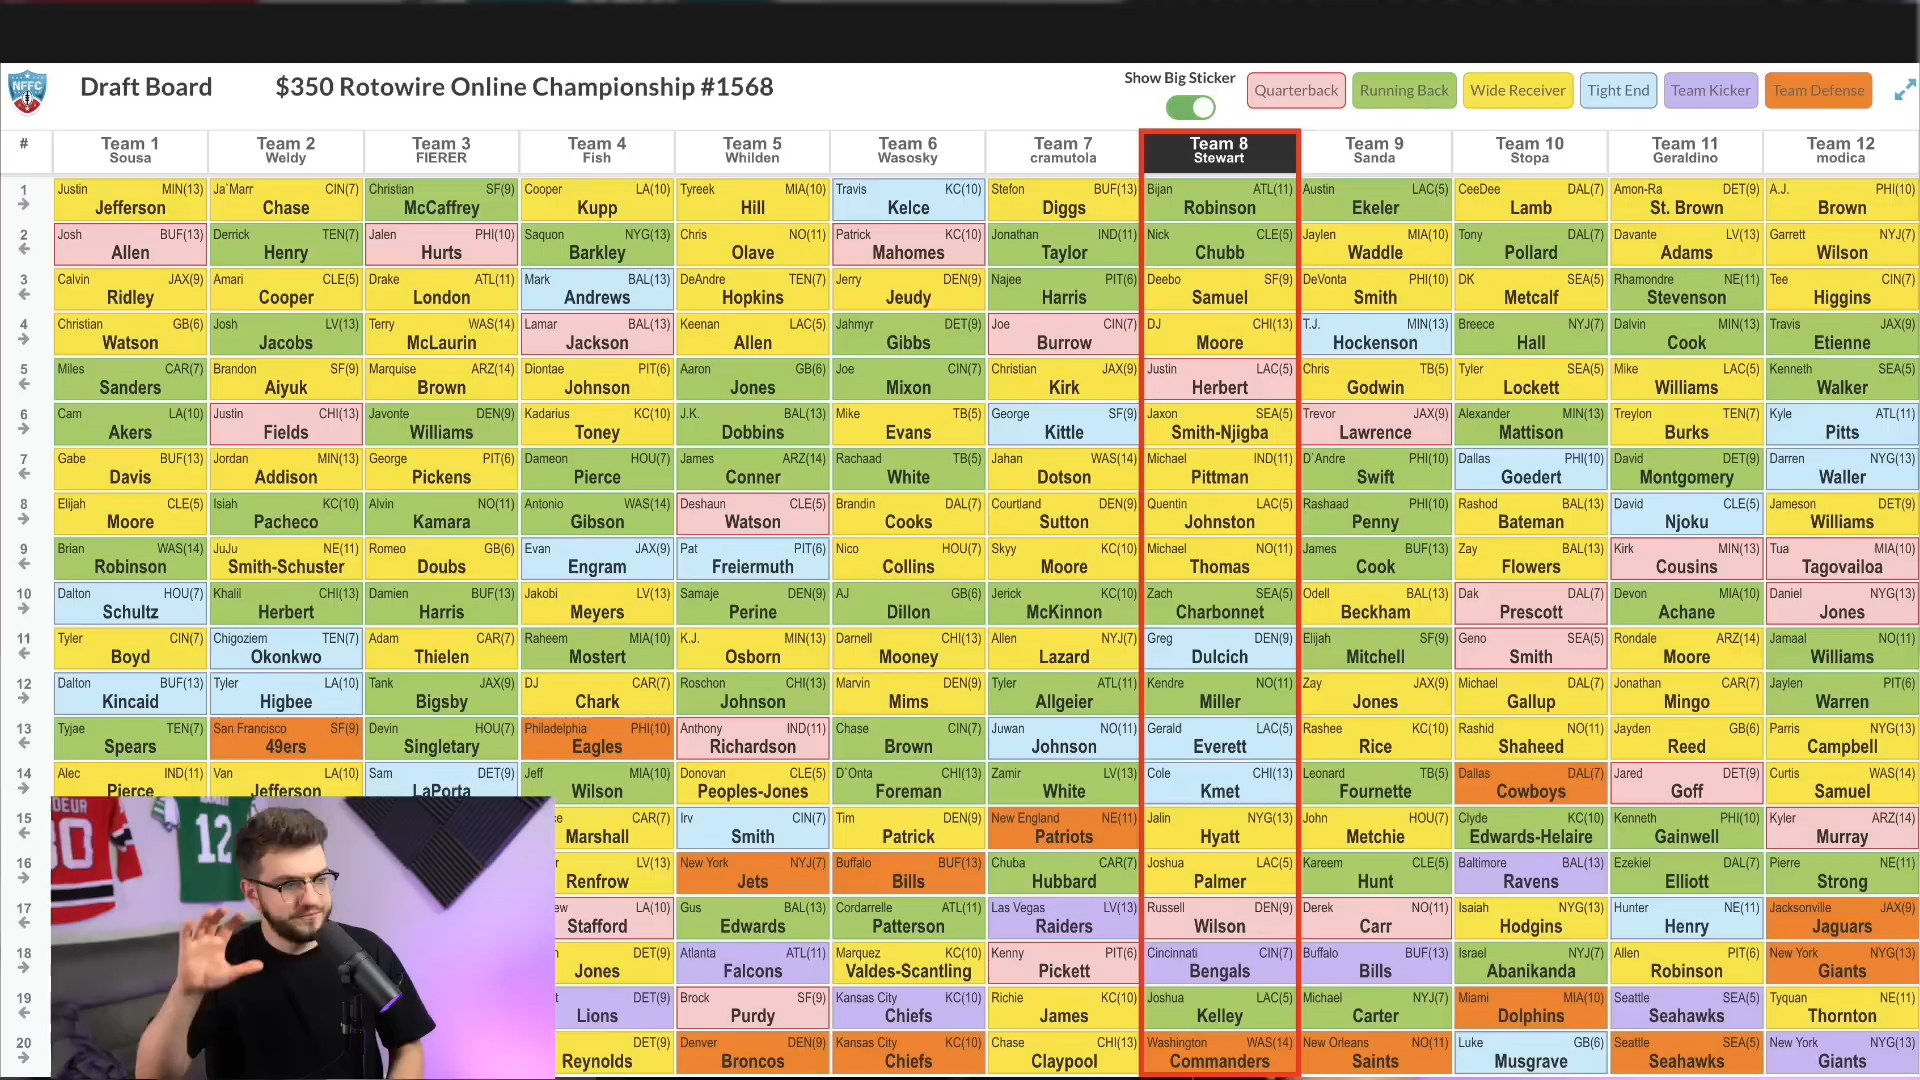 NFFC
Draft Board
$350 Rotowire Online Championship #1568
Show Big Sticker
Quarterback
Running Back
Wide Receiver
Tight End
Team Kicker
Team Defense
# Team 1 Team 2 Team 3 Team 4 Team 5 Team 6 Team 7 Team 8 Team 9 Team 10 Team 11 Team 12
Sousa Weldy FIERER Fish Whilden Wasosky cramutola Stewart Sanda Stopa Geraldino modica
1 Justin MIN(13) Ja`Marr CIN(7) Christian SF(9) Cooper LA(10) Tyreek MIA(10) Travis KC(10) Stefon BUF(13) Bijan ATL(11) Austin LAC(5) CeeDee DAL(7) Amon-Ra DET(9) A.J. PHI(10)
Jefferson Chase McCaffrey Kupp Hill Kelce Diggs Robinson Ekeler Lamb St. Brown Brown
2 Josh BUF(13) Derrick TEN(7) Jalen PHI(10) Saquon NYG(13) Chris NO(11) Patrick KC(10) Jonathan IND(11) Nick CLE(5) Jaylen MIA(10) Tony DAL(7) Davante LV(13) Garrett NYJ(7)
Allen Henry Hurts Barkley Olave Mahomes Taylor Chubb Waddle Pollard Adams Wilson
3 Calvin JAX(9) Amari CLE(5) Drake ATL(11) Mark BAL(13) DeAndre TEN(7) Jerry DEN(9) Najee PIT(6) Deebo SF(9) DeVonta PHI(10) DK SEA(5) Rhamondre NE(11) Tee CIN(7)
Ridley Cooper London Andrews Hopkins Jeudy Harris Samuel Smith Metcalf Stevenson Higgins
4 Christian GB(6) Josh LV(13) Terry WAS(14) Lamar BAL(13) Keenan LAC(5) Jahmyr DET(9) Joe CIN(7) DJ CHI(13) T.J. MIN(13) Breece NYJ(7) Dalvin MIN(13) Travis JAX(9)
Watson Jacobs McLaurin Jackson Allen Gibbs Burrow Moore Hockenson Hall Cook Etienne
5 Miles CAR(7) Brandon SF(9) Marquise ARZ(14) Diontae PIT(6) Aaron GB(6) Joe CIN(7) Christian JAX(9) Justin LAC(5) Chris TB(5) Tyler SEA(5) Mike LAC(5) Kenneth SEA(5)
Sanders Aiyuk Brown Johnson Jones Mixon Kirk Herbert Godwin Lockett Williams Walker
6 Cam LA(10) Justin CHI(13) Javonte DEN(9) Kadarius KC(10) J.K. BAL(13) Mike TB(5) George SF(9) Jaxon SEA(5) Trevor JAX(9) Alexander MIN(13) Treylon TEN(7) Kyle ATL(11)
Akers Fields Williams Toney Dobbins Evans Kittle Smith-Njigba Lawrence Mattison Burks Pitts
7 Gabe BUF(13) Jordan MIN(13) George PIT(6) Dameon HOU(7) James ARZ(14) Rachaad TB(5) Jahan WAS(14) Michael IND(11) D`Andre PHI(10) Dallas PHI(10) David DET(9) Darren NYG(13)
Davis Addison Pickens Pierce Conner White Dotson Pittman Swift Goedert Montgomery Waller
8 Elijah CLE(5) Isiah KC(10) Alvin NO(11) Antonio WAS(14) Deshaun CLE(5) Brandin DAL(7) Courtland DEN(9) Quentin LAC(5) Rashaad PHI(10) Rashod BAL(13) David CLE(5) Jameson DET(9)
Moore Pacheco Kamara Gibson Watson Cooks Sutton Johnston Penny Bateman Njoku Williams
9 Brian WAS(14) JuJu NE(11) Romeo GB(6) Evan JAX(9) Pat PIT(6) Nico HOU(7) Skyy KC(10) Michael NO(11) James BUF(13) Zay BAL(13) Kirk MIN(13) Tua MIA(10)
Robinson Smith-Schuster Doubs Engram Freiermuth Collins Moore Thomas Cook Flowers Cousins Tagovailoa
10 Dalton HOU(7) Khalil CHI(13) Damien BUF(13) Jakobi LV(13) Samaje DEN(9) AJ GB(6) Jerick KC(10) Zach SEA(5) Odell BAL(13) Dak DAL(7) Devon MIA(10) Daniel NYG(13)
Schultz Herbert Harris Meyers Perine Dillon McKinnon Charbonnet Beckham Prescott Achane Jones
11 Tyler CIN(7) Chigoziem TEN(7) Adam CAR(7) Raheem MIA(10) K.J. MIN(13) Darnell CHI(13) Allen NYJ(7) Greg DEN(9) Elijah SF(9) Geno SEA(5) Rondale ARZ(14) Jamaal NO(11)
Boyd Okonkwo Thielen Mostert Osborn Mooney Lazard Dulcich Mitchell Smith Moore Williams
12 Dalton BUF(13) Tyler LA(10) Tank JAX(9) DJ CAR(7) Roschon CHI(13) Marvin DEN(9) Tyler ATL(11) Kendre NO(11) Zay JAX(9) Michael DAL(7) Jonathan CAR(7) Jaylen PIT(6)
Kincaid Higbee Bigsby Chark Johnson Mims Allgeier Miller Jones Gallup Mingo Warren
13 Tyjae TEN(7) San Francisco SF(9) Devin HOU(7) Philadelphia PHI(10) Anthony IND(11) Chase CIN(7) Juwan NO(11) Gerald LAC(5) Rashee KC(10) Rashid NO(11) Jayden GB(6) Parris NYG(13)
Spears 49ers Singletary Eagles Richardson Brown Johnson Everett Rice Shaheed Reed Campbell
14 Alec IND(11) Van LA(10) Sam DET(9) Jeff MIA(10) Donovan CLE(5) D`Onta CHI(13) Zamir LV(13) Cole CHI(13) Leonard TB(5) Dallas DAL(7) Jared DET(9) Curtis WAS(14)
Pierce Jefferson LaPorta Wilson Peoples-Jones Foreman White Kmet Fournette Cowboys Goff Samuel
15 CAR(7) Irv CIN(7) Tim DEN(9) New England NE(11) Jalin NYG(13) John HOU(7) Clyde KC(10) Kenneth PHI(10) Kyler ARZ(14)
Marshall Smith Patrick Patriots Hyatt Metchie Edwards-Helaire Gainwell Murray
16 LV(13) New York NYJ(7) Buffalo BUF(13) Chuba CAR(7) Joshua LAC(5) Kareem CLE(5) Baltimore BAL(13) Ezekiel DAL(7) Pierre NE(11)
Renfrow Jets Bills Hubbard Palmer Hunt Ravens Elliott Strong
17 LA(10) Gus BAL(13) Cordarrelle ATL(11) Las Vegas LV(13) Russell DEN(9) Derek NO(11) Isaiah NYG(13) Hunter NE(11) Jacksonville JAX(9)
Stafford Edwards Patterson Raiders Wilson Carr Hodgins Henry Jaguars
18 DET(9) Atlanta ATL(11) Marquez KC(10) Kenny PIT(6) Cincinnati CIN(7) Buffalo BUF(13) Israel NYJ(7) Allen PIT(6) New York NYG(13)
Jones Falcons Valdes-Scantling Pickett Bengals Bills Abanikanda Robinson Giants
19 DET(9) Brock SF(9) Kansas City KC(10) Richie KC(10) Joshua LAC(5) Michael NYJ(7) Miami MIA(10) Seattle SEA(5) Tyquan NE(11)
Lions Purdy Chiefs James Kelley Carter Dolphins Seahawks Thornton
20 DET(9) Denver DEN(9) Kansas City KC(10) Chase CHI(13) Washington WAS(14) New Orleans NO(11) Luke GB(6) Seattle SEA(5) New York NYG(13)
Reynolds Broncos Chiefs Claypool Commanders Saints Musgrave Seahawks Giants
12